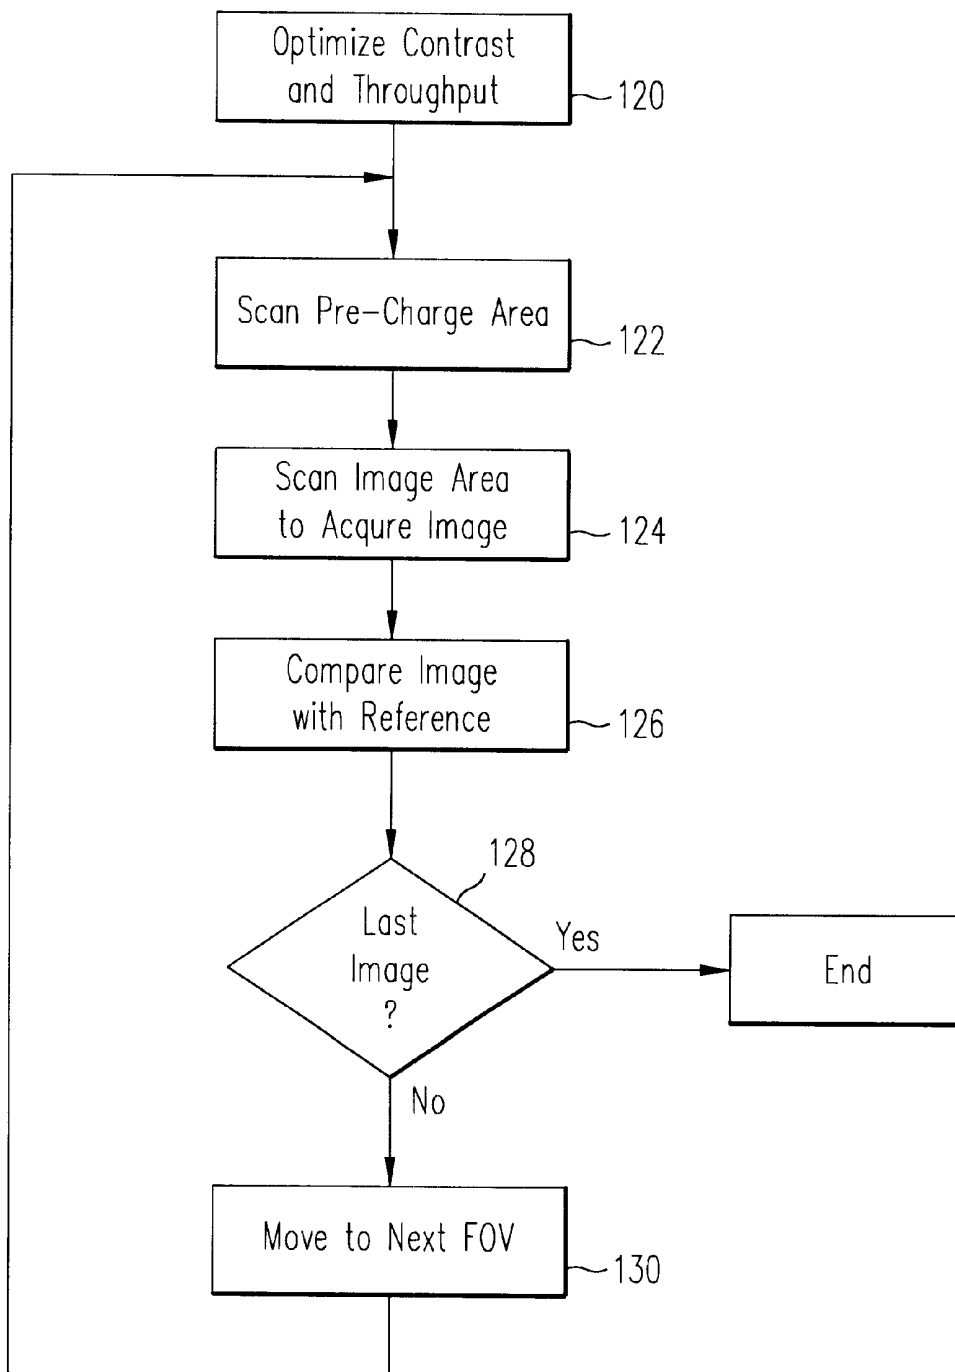 Optimize Contrast
and Throughput
120
Scan Pre-Charge Area
122
Scan Image Area
to Acqure Image
124
Compare Image
with Reference
126
128
Last
Image
?
Yes
End
No
Move to Next FOV
130